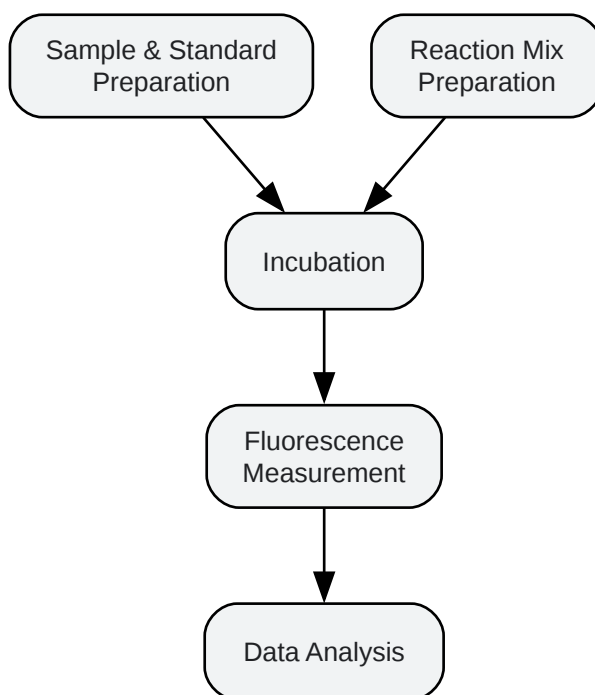 Sample & Standard
Preparation
Reaction Mix
Preparation
Incubation
Fluorescence
Measurement
Data Analysis